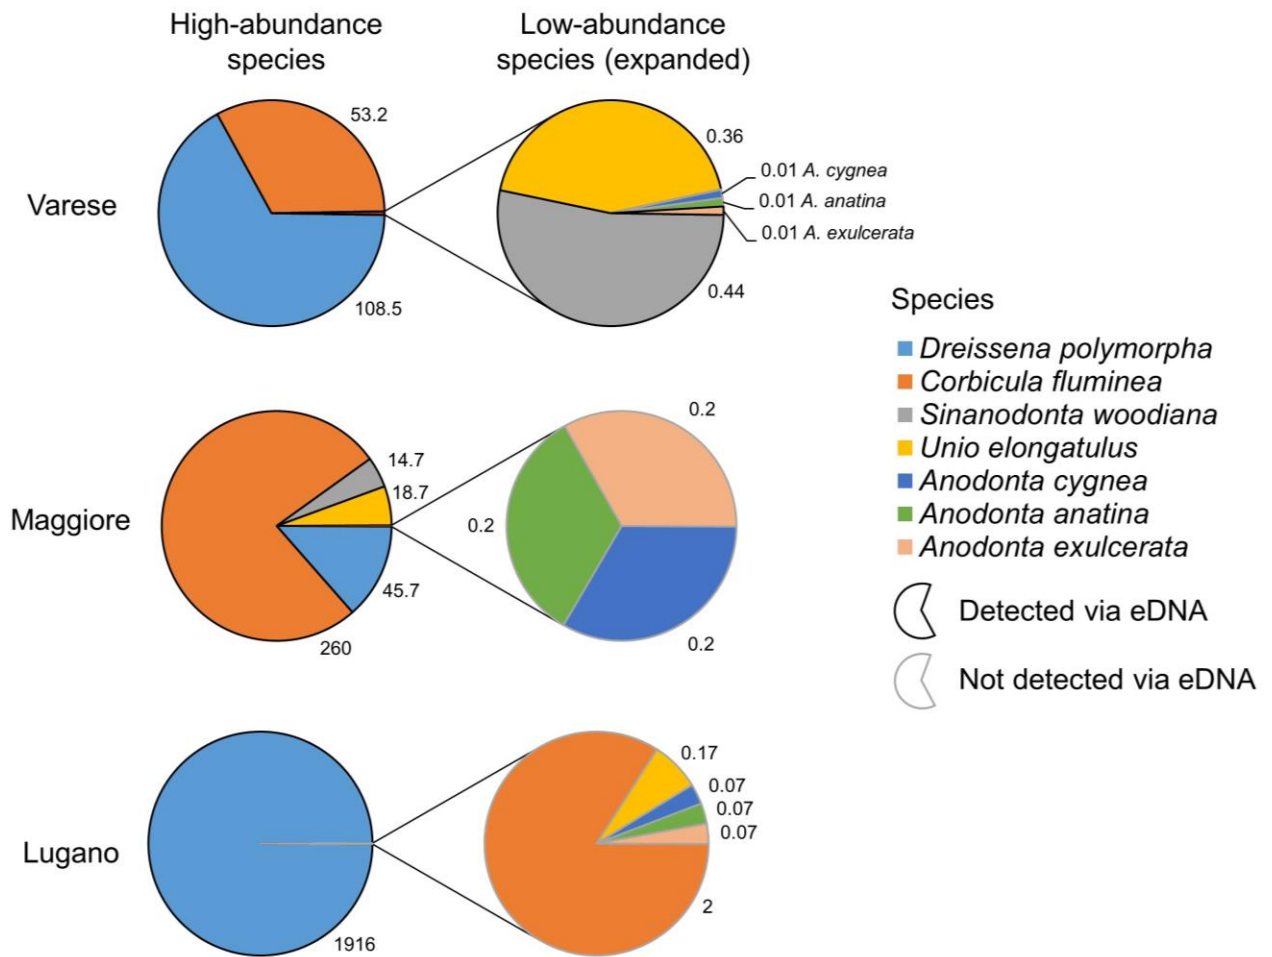 High-abundance
species
Low-abundance
species (expanded)
Varese
53.2
108.5
0.36
0.01 A. cygnea
0.01 A. anatina
0.01 A. exulcerata
0.44
Maggiore
14.7
18.7
45.7
260
0.2
0.2
0.2
Lugano
1916
0.17
0.07
0.07
0.07
2
Species
Dreissena polymorpha
Corbicula fluminea
Sinanodonta woodiana
Unio elongatulus
Anodonta cygnea
Anodonta anatina
Anodonta exulcerata
Detected via eDNA
Not detected via eDNA